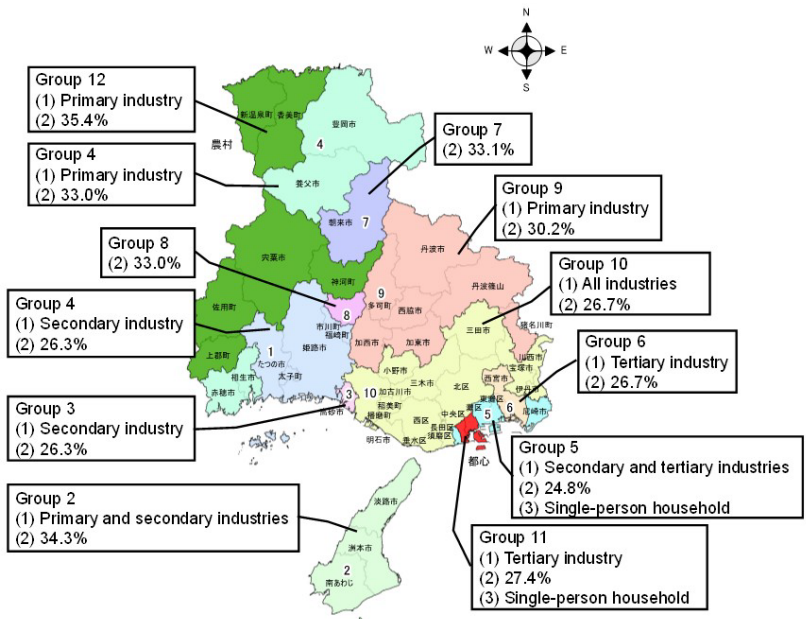 N
W
E
S
Group 12
(1) Primary industry
(2) 35.4%
Group 4
(1) Primary industry
(2) 33.0%
Group 8
(2) 33.0%
Group 4
(1) Secondary industry
(2) 26.3%
Group 3
(1) Secondary industry
(2) 26.3%
Group 2
(1) Primary and secondary industries
(2) 34.3%
Group 7
(2) 33.1%
Group 9
(1) Primary industry
(2) 30.2%
Group 10
(1) All industries
(2) 26.7%
Group 6
(1) Tertiary industry
(2) 26.7%
Group 5
(1) Secondary and tertiary industries
(2) 24.8%
(3) Single-person household
Group 11
(1) Tertiary industry
(2) 27.4%
(3) Single-person household
新温泉町
香美町
農村
豊岡市
4
養父市
朝来市
7
宍粟市
神河町
佐用町
上郡町
8
市川町
福崎町
姫路市
1
たつの市
太子町
相生市
赤穂市
丹波市
丹波篠山
9
多可町
西脇市
加西市
加東市
三田市
猪名川町
川西市
宝塚市
伊丹市
西宮市
尼崎市
6
5
東灘区
灘区
中央区
北区
三木市
小野市
10
加古川市
稲美町
播磨町
3
高砂市
明石市
西区
垂水区
長田区
須磨区
都心
淡路市
洲本市
2
南あわじ